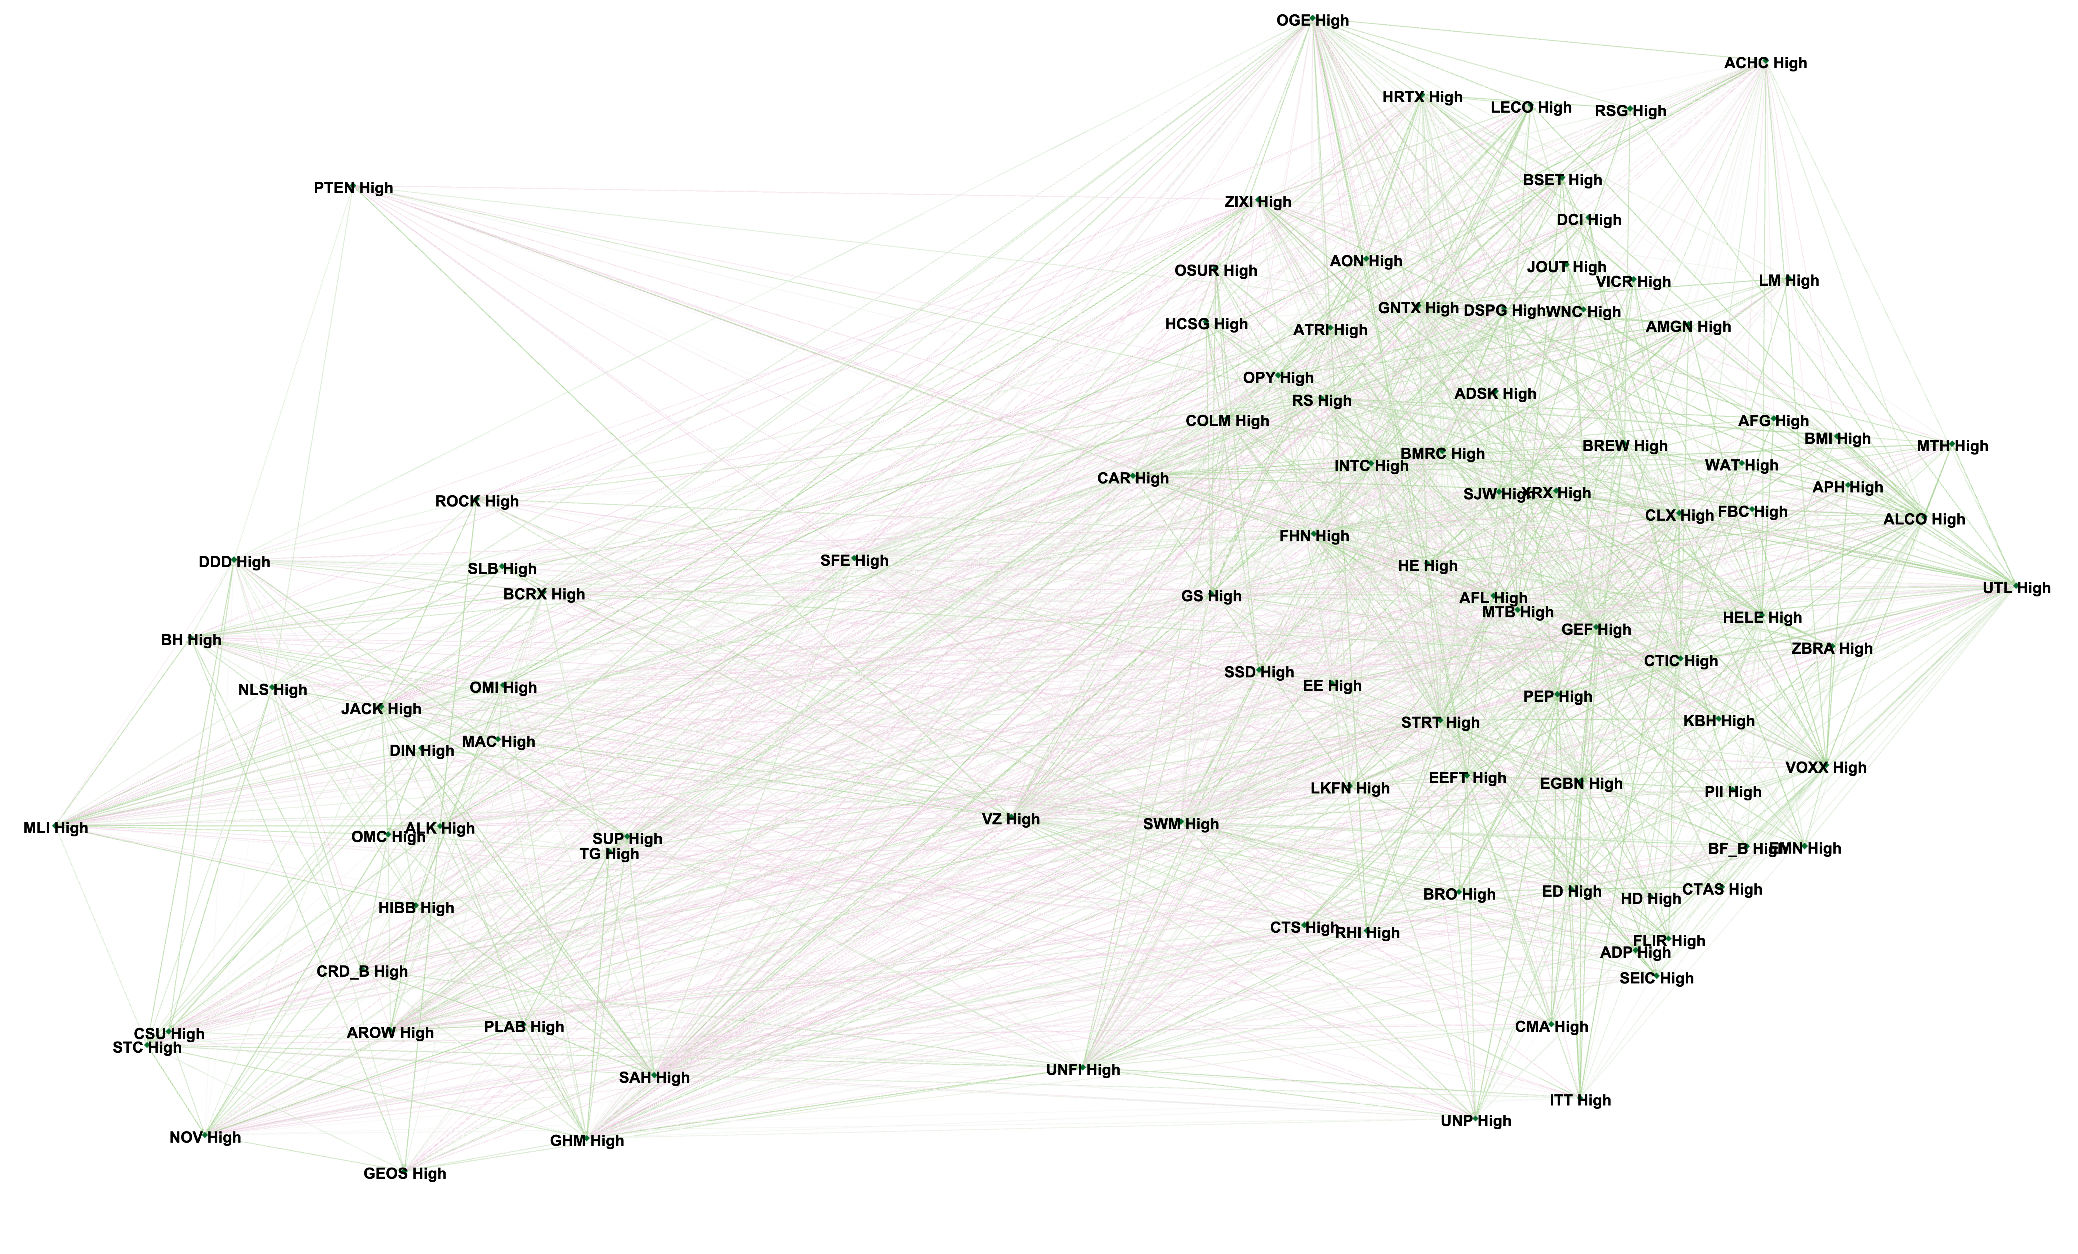 OGE High
ACHC High
HRTX High
LECO High
RSG High
BSET High
PTEN High
ZIXI High
DCI High
AON High
JOUT High
OSUR High
VICR High
LM High
GNTX High
DSPG High
WNC High
HCSG High
ATRI High
AMGN High
OPY High
ADSK High
RS High
COLM High
AFG High
BMI High
BREW High
MTH High
BMRC High
INTC High
WAT High
CAR High
APH High
SJW High
XRX High
ROCK High
FBC High
CLX High
ALCO High
FHN High
SFE High
DDD High
HE High
SLB High
UTL High
BCRX High
GS High
AFL High
MTB High
HELE High
GEF High
BH High
ZBRA High
CTIC High
SSD High
EE High
OMI High
NLS High
PEP High
JACK High
KBH High
STRT High
MAC High
DIN High
VOXX High
EEFT High
EGBN High
LKFN High
PII High
VZ High
SWM High
MLI High
ALK High
OMC High
SUP High
BF_B High
EMN High
TG High
CTAS High
ED High
BRO High
HD High
HIBB High
CTS High
RHI High
FLIR High
ADP High
CRD_B High
SEIC High
PLAB High
CMA High
AROW High
CSU High
STC High
UNFI High
SAH High
ITT High
UNP High
NOV High
GHM High
GEOS High